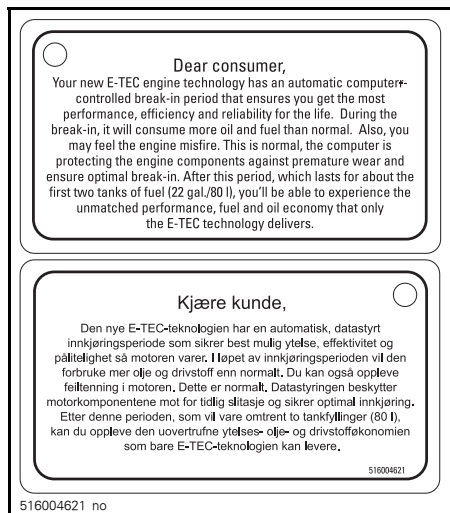 Dear consumer,
Your new E-TEC engine technology has an automatic computer-
controlled break-in period that ensures you get the most
performance, efficiency and reliability for the life. During the
break-in, it will consume more oil and fuel than normal. Also, you
may feel the engine misfire. This is normal, the computer is
protecting the engine components against premature wear and
ensure optimal break-in. After this period, which lasts for about the
first two tanks of fuel (22 gal./80 l), you'll be able to experience the
unmatched performance, fuel and oil economy that only
the E-TEC technology delivers.
Kjære kunde,
Den nye E-TEC-teknologien har en automatisk, datastyrt
innkjøringsperiode som sikrer best mulig ytelse, effektivitet og
pålitelighet så motoren varer. I løpet av innkjøringsperioden vil den
forbruke mer olje og drivstoff enn normalt. Du kan også oppleve
feiltenning i motoren. Dette er normalt. Datastyringen beskytter
motorkomponentene mot for tidlig slitasje og sikrer optimal innkjøring.
Etter denne perioden, som vil vare omtrent to tankfyllinger (80 l),
kan du oppleve den uovertrufne ytelses- olje- og drivstofføkonomien
som bare E-TEC-teknologien kan levere.
516004621
516004621 no